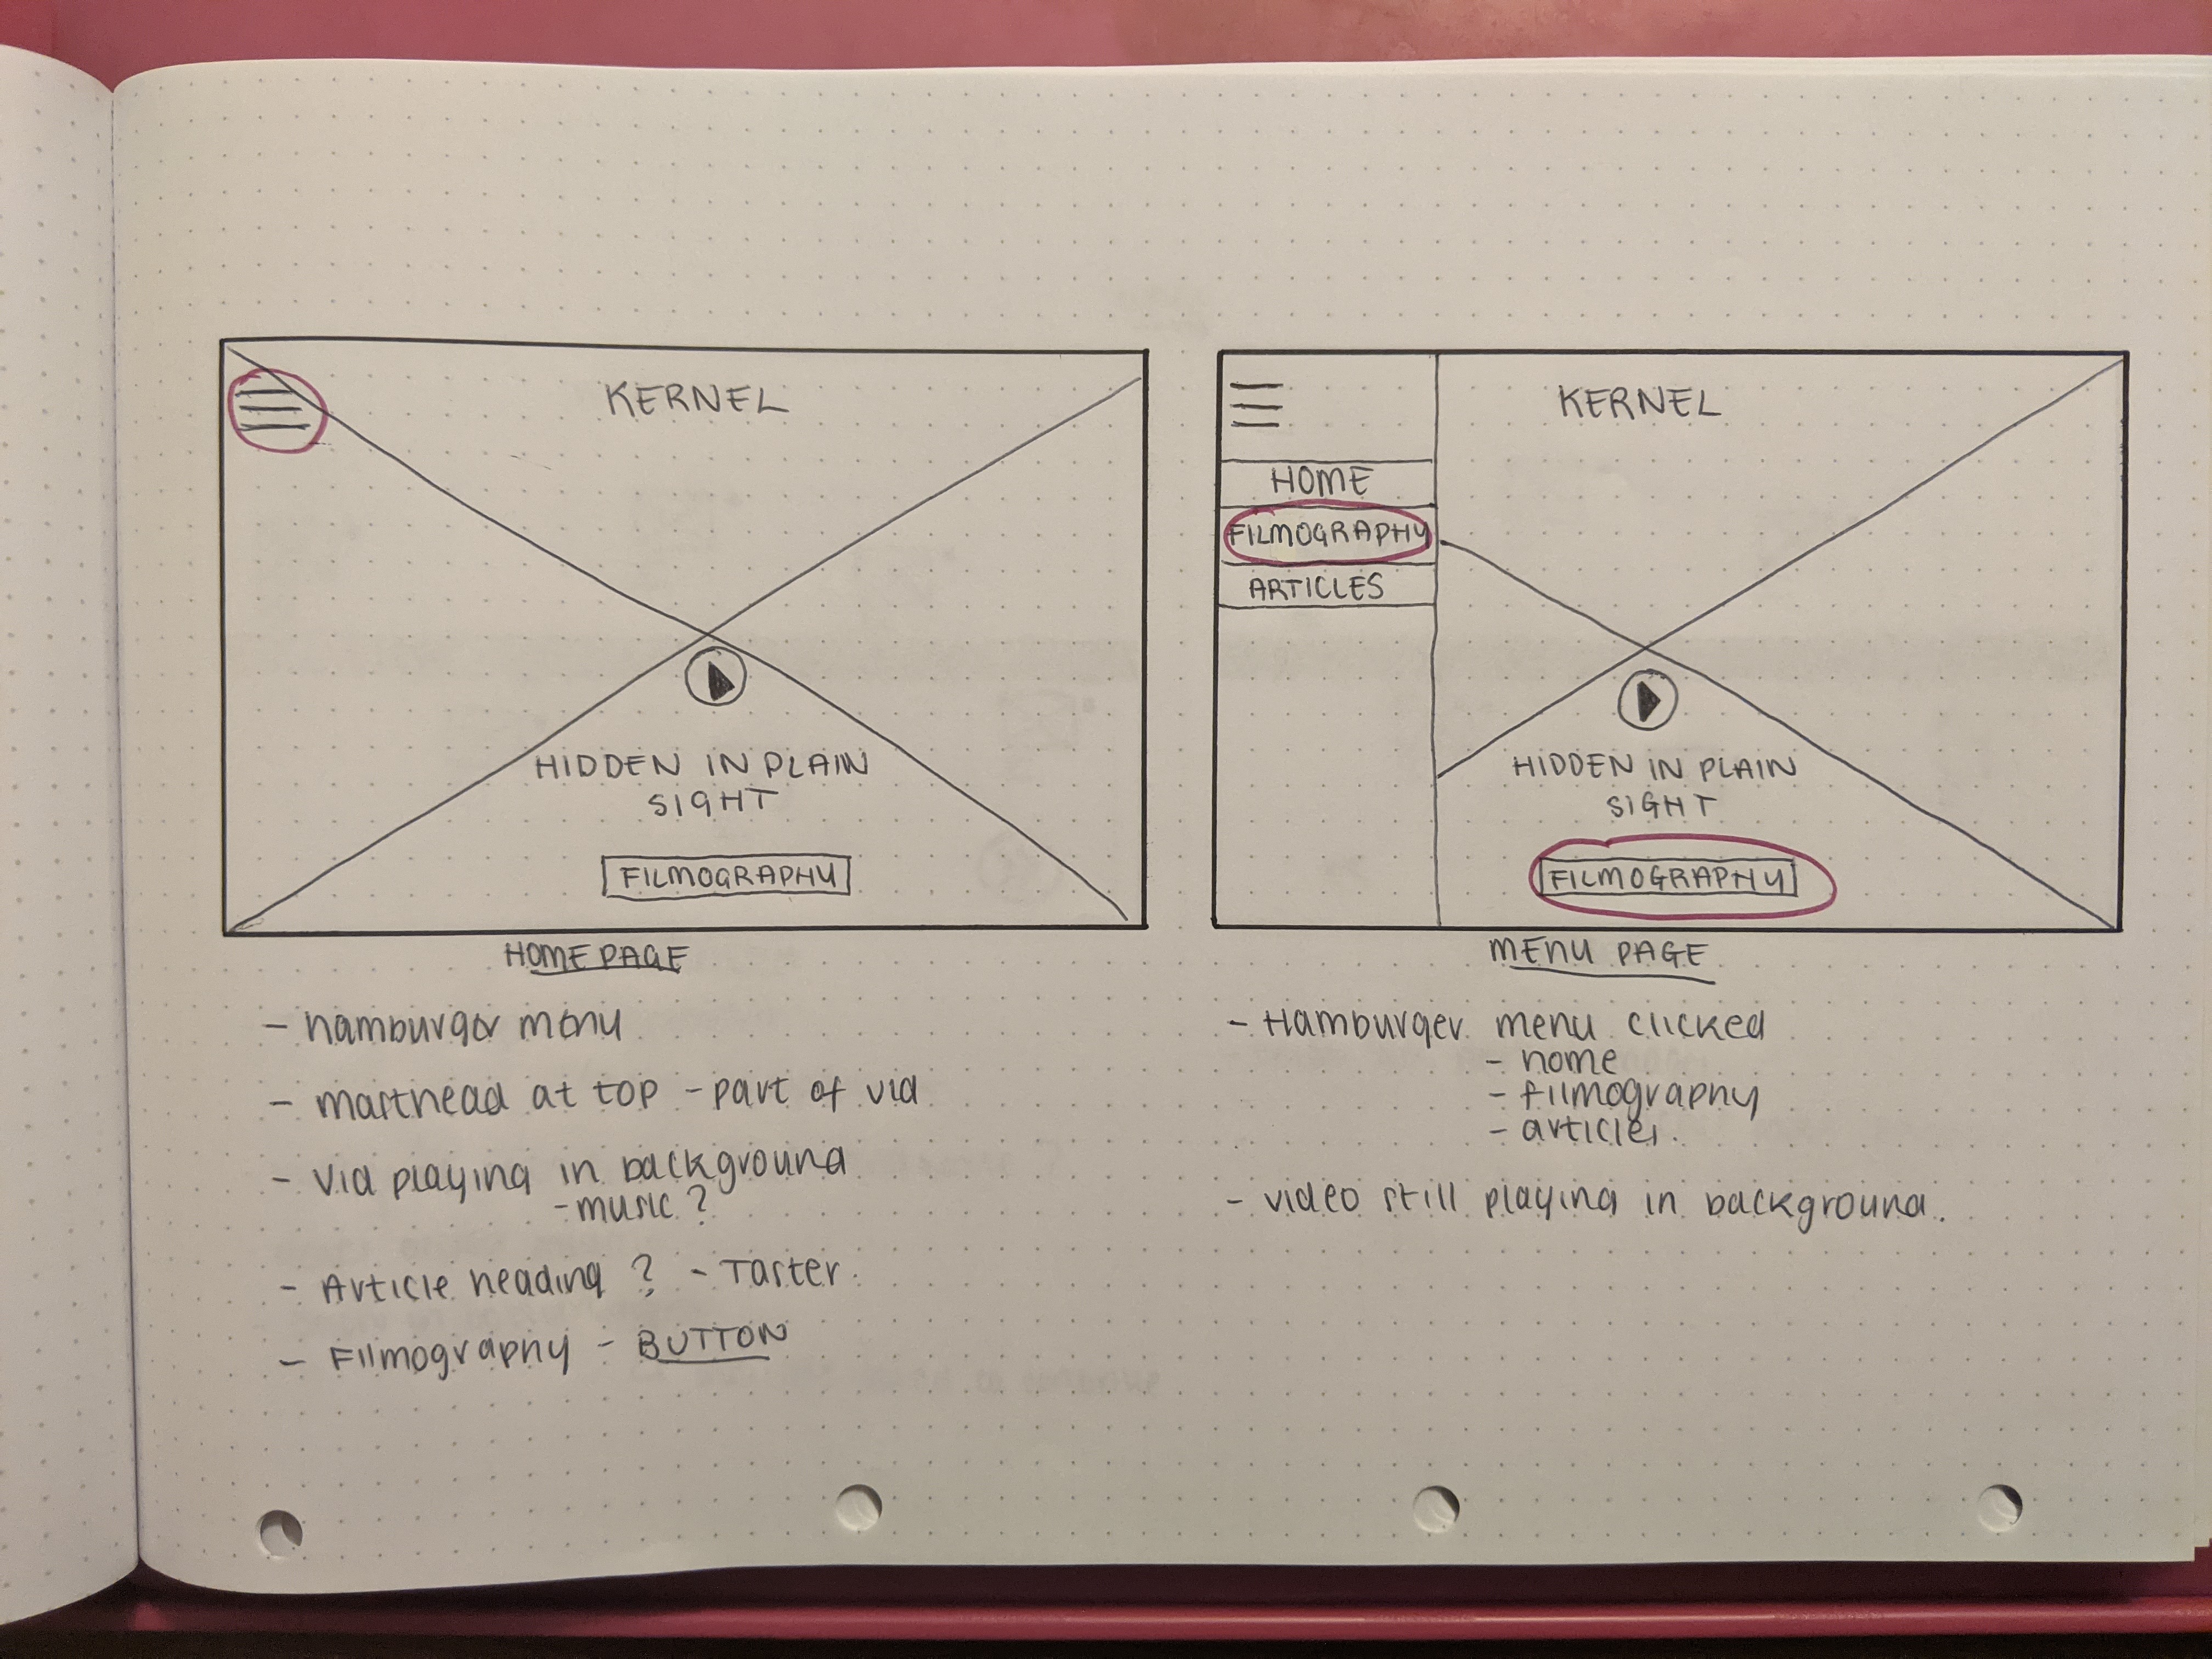 KERNEL
HIDDEN IN PLAIN
SIGHT
FILMOGRAPHY
HOMEPAGE
- hamburger menu
- masthead at top - part of vid
- Vid playing in background
- music?
- Article heading? - Taster.
- Filmography - BUTTON
KERNEL
HOME
FILMOGRAPHY
ARTICLES
HIDDEN IN PLAIN
SIGHT
FILMOGRAPHY
MENU PAGE
- Hamburger menu clicked
- home
- filmography
- articles.
- video still playing in background.